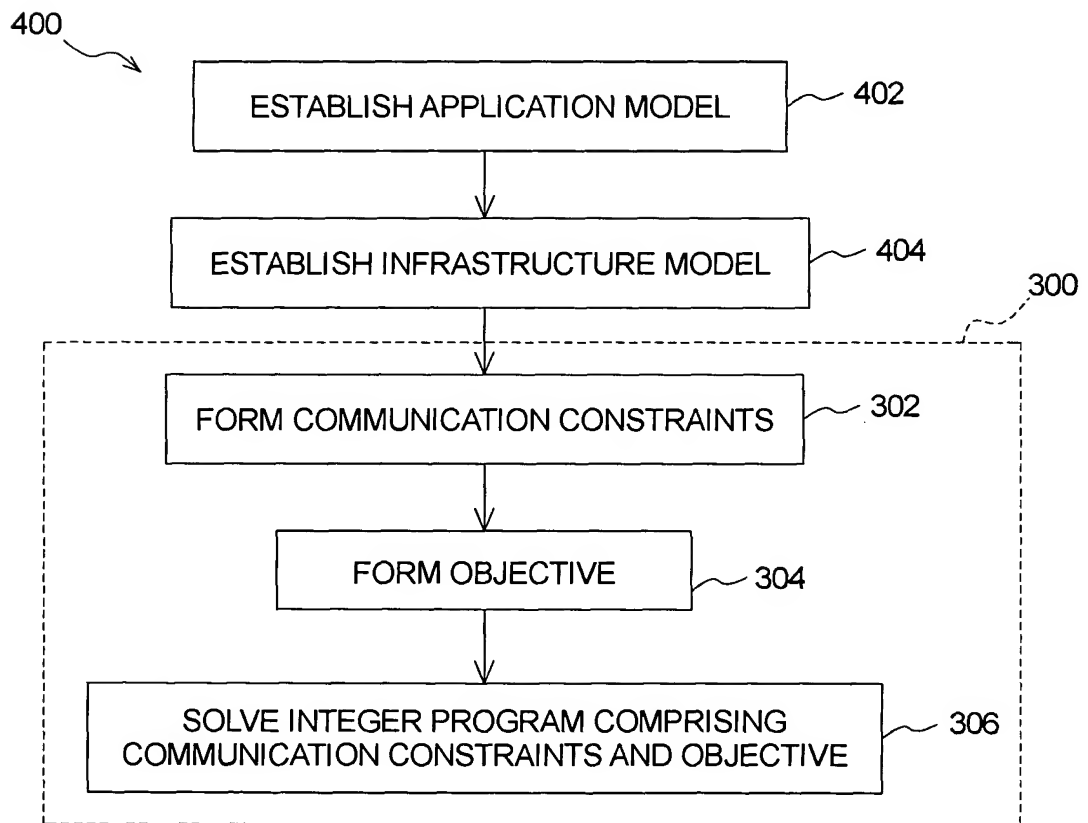 400
ESTABLISH APPLICATION MODEL
402
ESTABLISH INFRASTRUCTURE MODEL
404
300
FORM COMMUNICATION CONSTRAINTS
302
FORM OBJECTIVE
304
SOLVE INTEGER PROGRAM COMPRISING
COMMUNICATION CONSTRAINTS AND OBJECTIVE
306